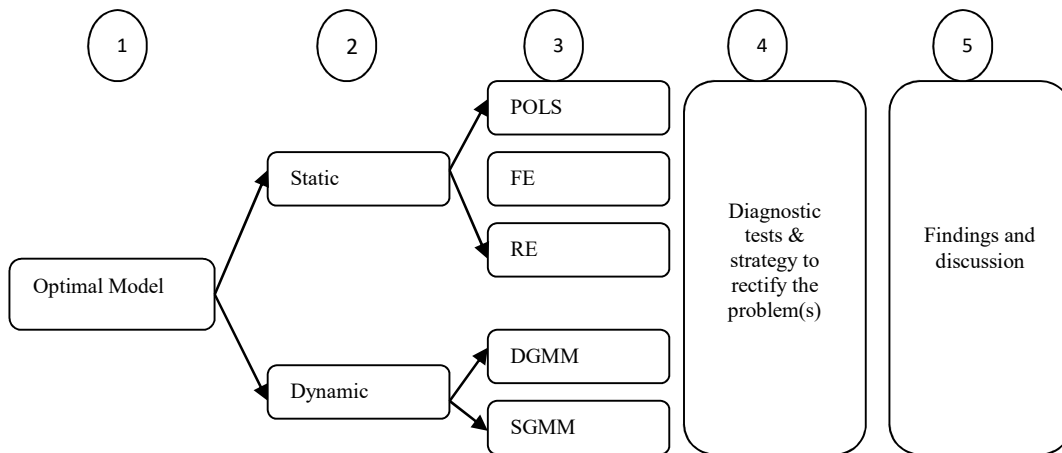 1
2
3
4
5
POLS
Static
FE
RE
Optimal Model
Dynamic
DGMM
SGMM
Diagnostic
tests &
strategy to
rectify the
problem(s)
Findings and
discussion